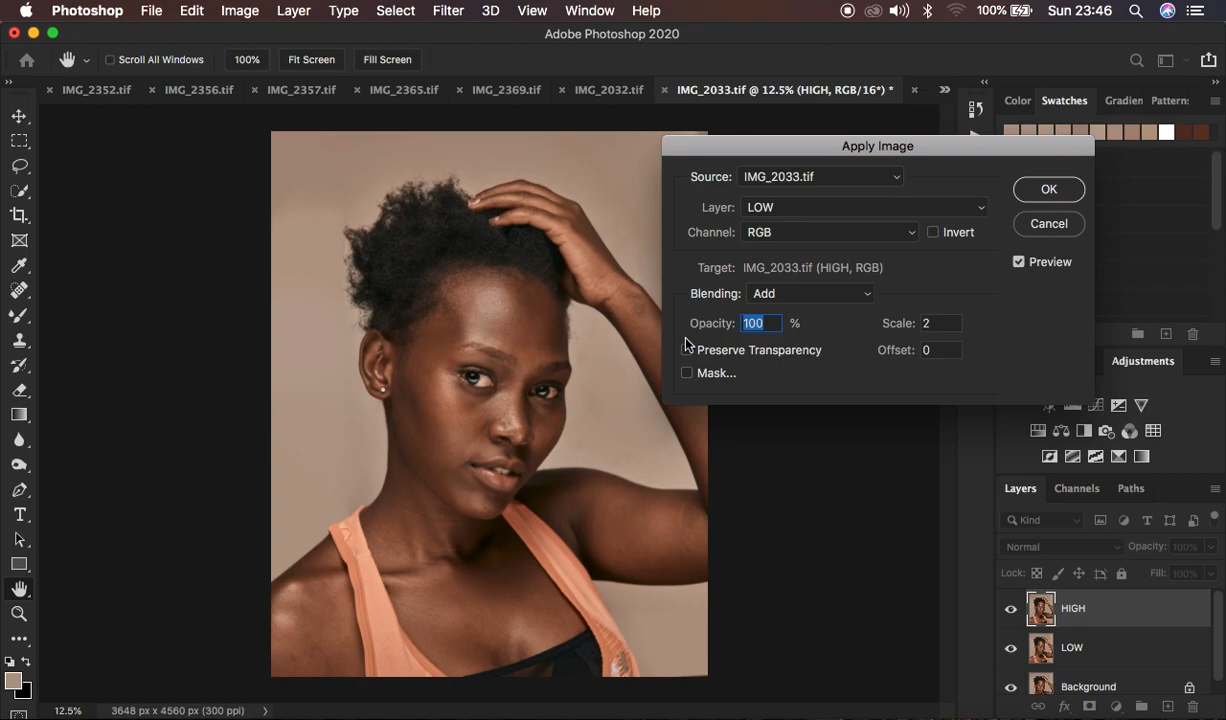 Photoshop File Edit Image Layer Type Select Filter 3D View Window Help 100% Sun 23:46
Adobe Photoshop 2020
Scroll All Windows 100% Fit Screen Fill Screen
IMG_2352.tif IMG_2356.tif IMG_2357.tif IMG_2365.tif IMG_2369.tif IMG_2032.tif IMG_2033.tif @ 12.5% (HIGH, RGB/16*) *
Color Swatches Gradien Patterns
Apply Image
Source: IMG_2033.tif
OK
Layer: LOW
Channel: RGB Invert
Cancel
Preview
Target: IMG_2033.tif (HIGH, RGB)
Blending: Add
Opacity: 100 % Scale: 2
Preserve Transparency Offset: 0
Mask...
Adjustments
Layers Channels Paths
Kind
Normal Opacity: 100%
Lock: Fill: 100%
HIGH
LOW
Background
12.5% 3648 px x 4560 px (300 ppi)